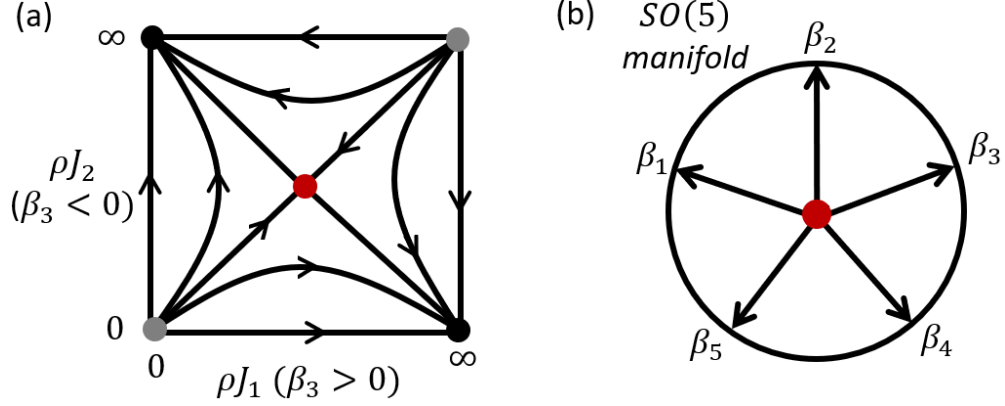 (a)
∞
ρJ₂
(β₃ < 0)
0
0
∞
ρJ₁ (β₃ > 0)
(b)
SO(5)
manifold
β₂
β₁
β₃
β₅
β₄